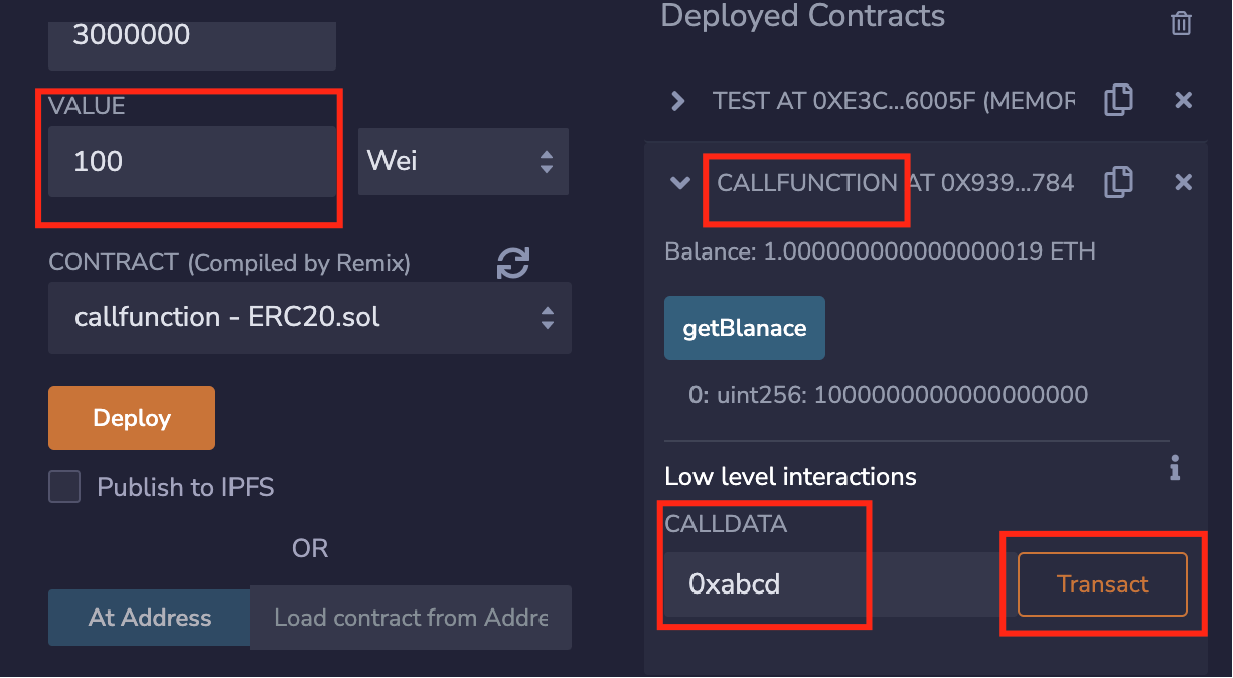 3000000
VALUE
100
Wei
CONTRACT (Compiled by Remix)
callfunction - ERC20.sol
Deploy
Publish to IPFS
OR
At Address
Load contract from Addre
Deployed Contracts
TEST AT 0XE3C...6005F (MEMOR
CALLFUNCTION AT 0X939...784
Balance: 1.000000000000000019 ETH
getBlanace
0: uint256: 1000000000000000000
Low level interactions
i
CALLDATA
0xabcd
Transact